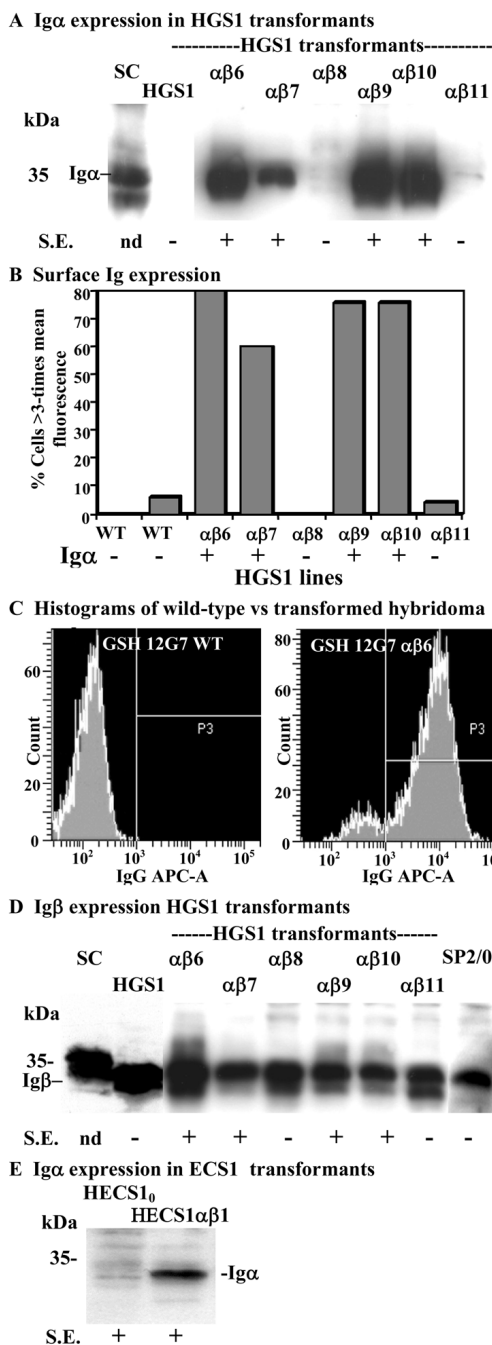 A Igα expression in HGS1 transformants
----------HGS1 transformants-----------
SC αβ6 αβ8 αβ10
HGS1 αβ7 αβ9 αβ11
kDa
35 Igα–
S.E. nd - + + - + + -
B Surface Ig expression
% Cells >3-times mean fluorescence
80
70
60
50
40
30
20
10
0
WT WT αβ6 αβ7 αβ8 αβ9 αβ10 αβ11
Igα - - + + - + + -
HGS1 lines
C Histograms of wild-type vs transformed hybridoma
GSH 12G7 WT
Count
60
40
20
0
P3
10² 10³ 10⁴ 10⁵
IgG APC-A
GSH 12G7 αβ6
Count
80
60
40
20
0
P3
10² 10³ 10⁴
IgG APC-A
D Igβ expression HGS1 transformants
------HGS1 transformants------
SC αβ6 αβ8 αβ10 SP2/0
HGS1 αβ7 αβ9 αβ11
kDa
35-
Igβ–
S.E. nd - + + - + + - -
E Igα expression in ECS1 transformants
HECS1₀
kDa HECS1αβ1
35-
-Igα
S.E. + +